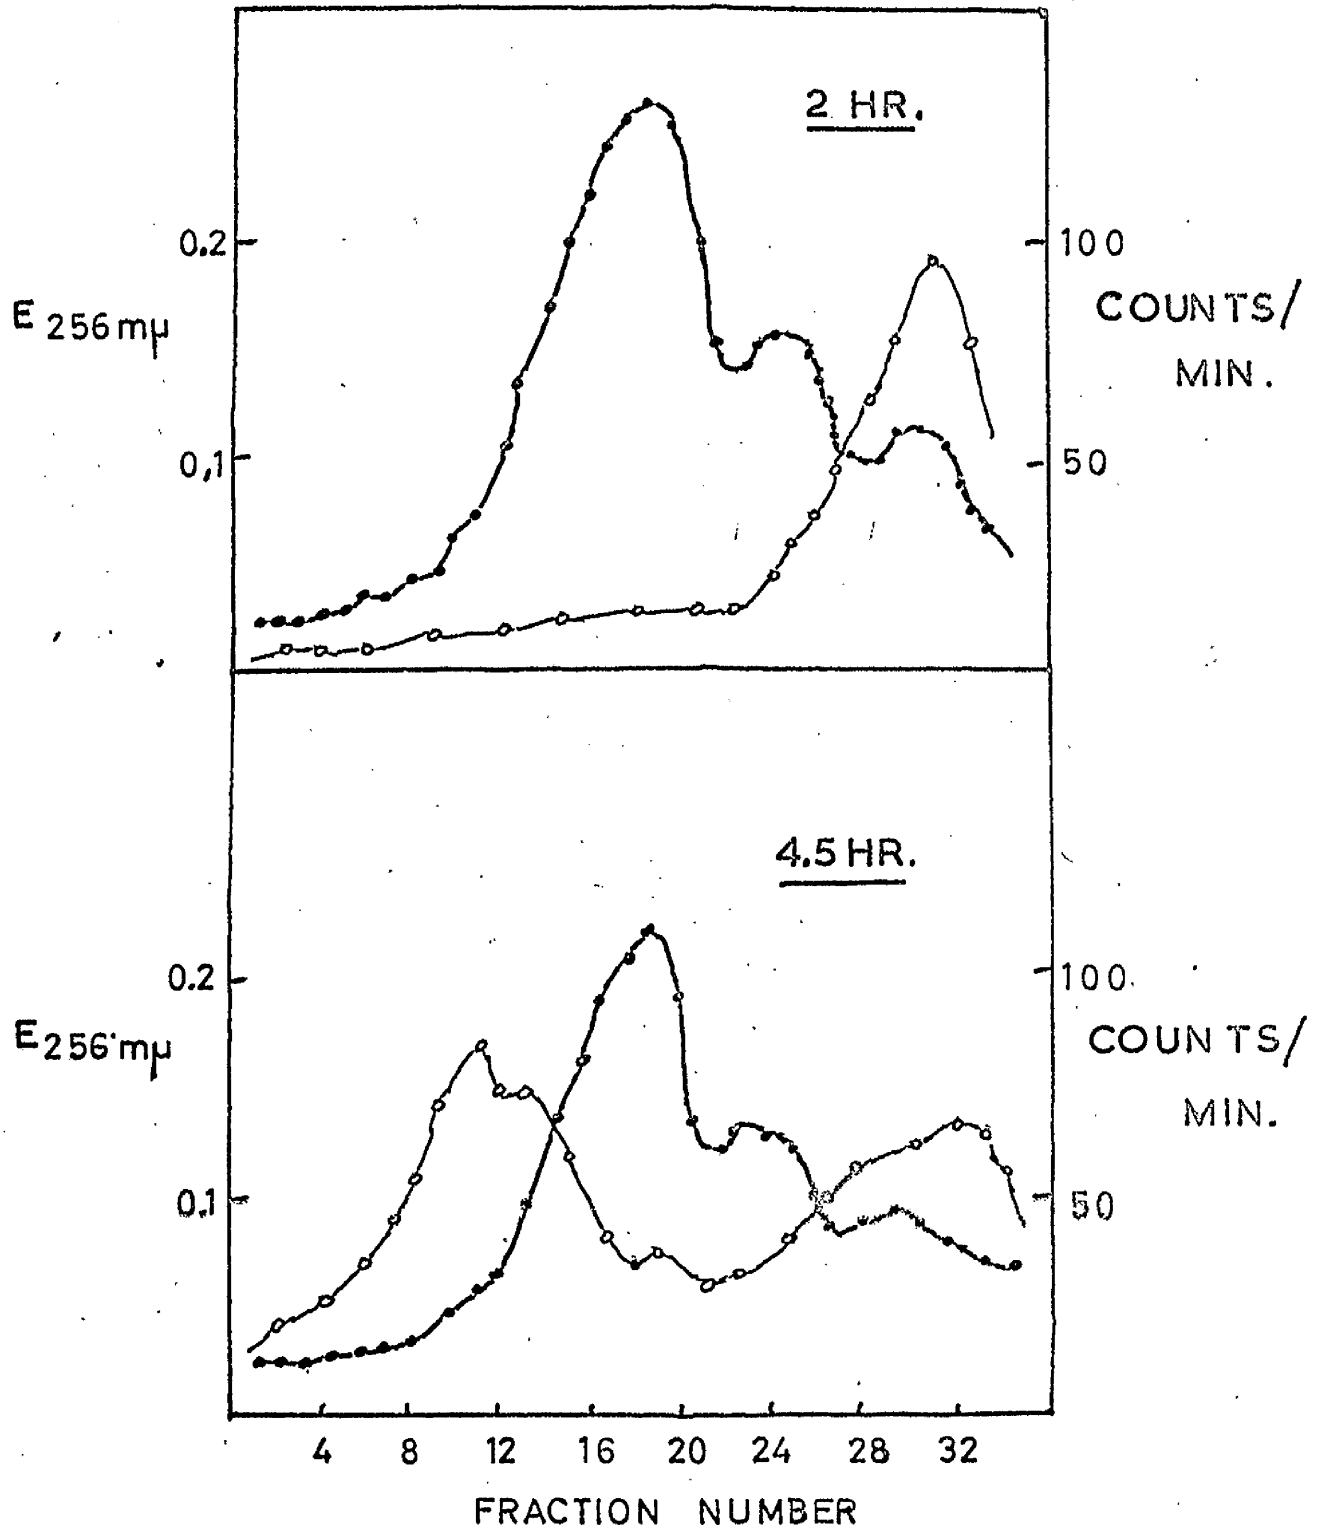 2 HR.
0.2
100
E 256 mµ
COUNTS/
MIN.
0,1
50
4.5 HR.
0.2
100
E 256 mµ
COUNTS/
MIN.
0.1
50
4 8 12 16 20 24 28 32
FRACTION NUMBER